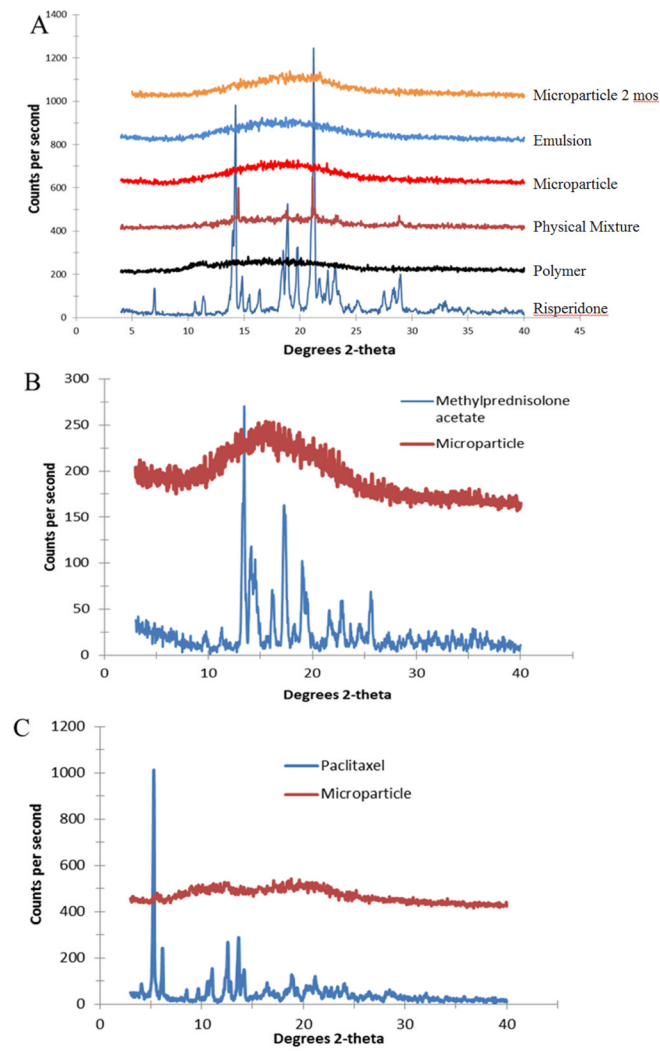 A
1400
1200
1000
800
600
400
200
0
Counts per second
Microparticle 2 mos
Emulsion
Microparticle
Physical Mixture
Polymer
Risperidone
0 5 10 15 20 25 30 35 40 45
Degrees 2-theta
B
300
250
200
150
100
50
0
Counts per second
Methylprednisolone
acetate
Microparticle
0 10 20 30 40
Degrees 2-theta
C
1200
1000
800
600
400
200
0
Counts per second
Paclitaxel
Microparticle
0 10 20 30 40
Degrees 2-theta